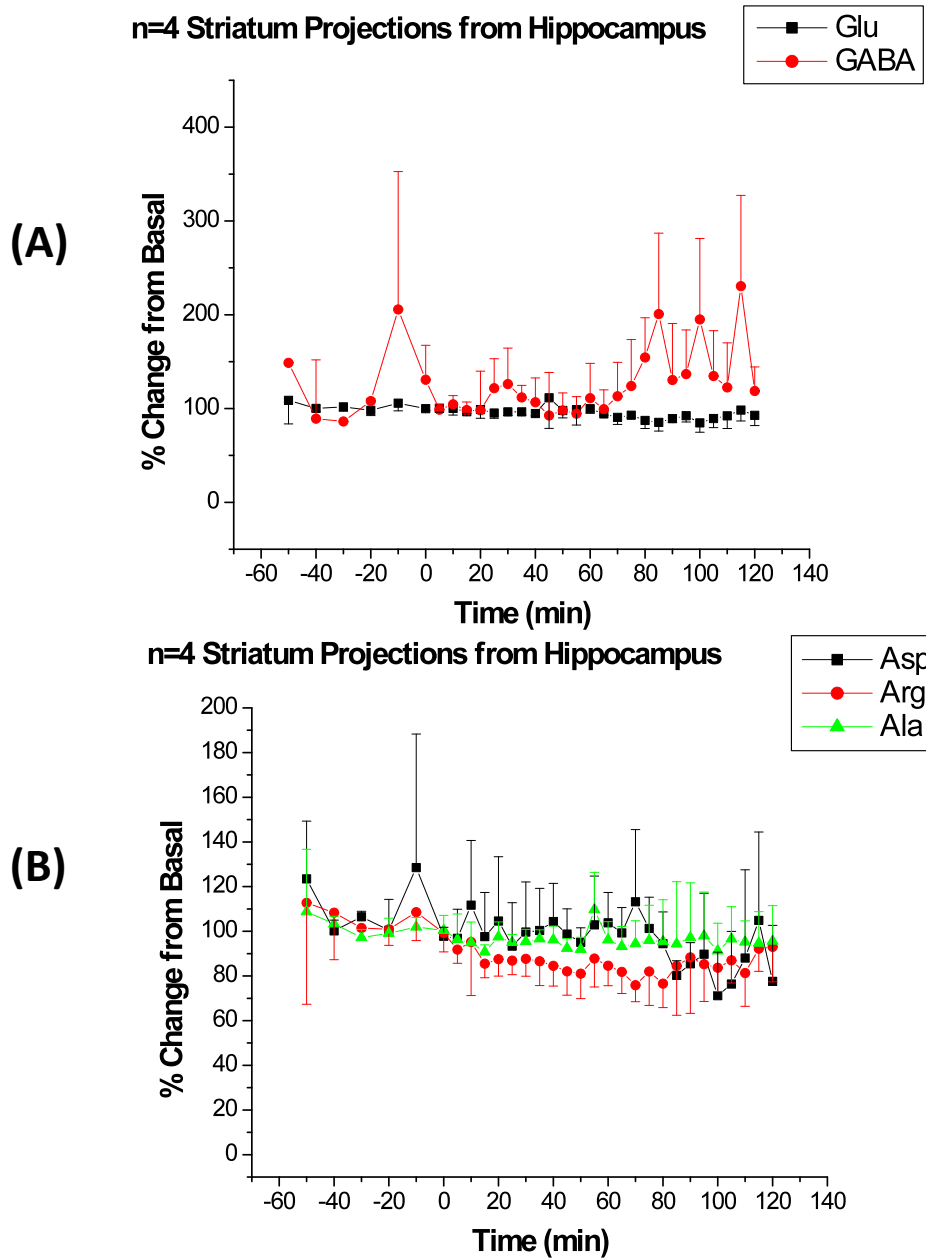 n=4 Striatum Projections from Hippocampus
Glu
GABA
(A)
% Change from Basal
400
300
200
100
0
-60 -40 -20 0 20 40 60 80 100 120 140
Time (min)
n=4 Striatum Projections from Hippocampus
Asp
Arg
Ala
(B)
% Change from Basal
200
180
160
140
120
100
80
60
40
20
0
-60 -40 -20 0 20 40 60 80 100 120 140
Time (min)